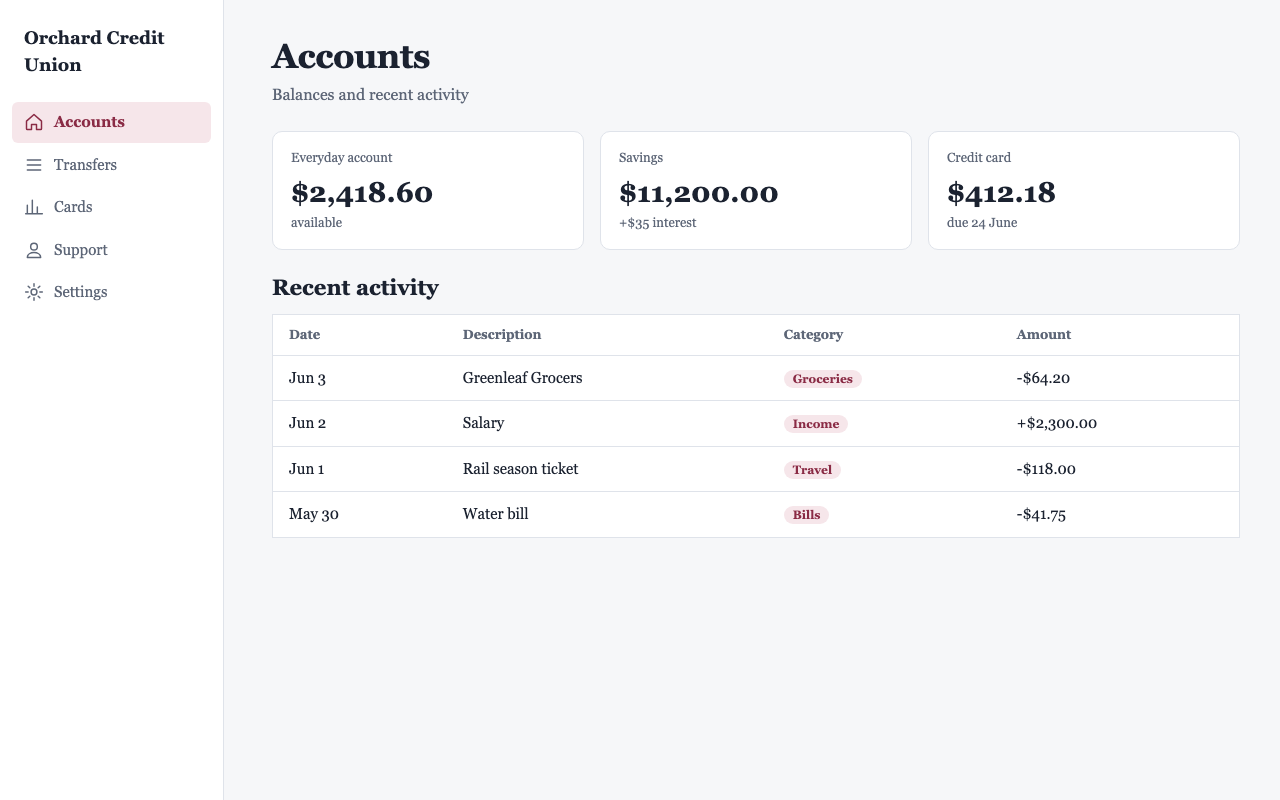 Orchard Credit
Union
Accounts
Transfers
Cards
Support
Settings
Accounts
Balances and recent activity
Everyday account
$2,418.60
available
Savings
$11,200.00
+$35 interest
Credit card
$412.18
due 24 June
Recent activity
Date Description Category Amount
Jun 3 Greenleaf Grocers Groceries -$64.20
Jun 2 Salary Income +$2,300.00
Jun 1 Rail season ticket Travel -$118.00
May 30 Water bill Bills -$41.75